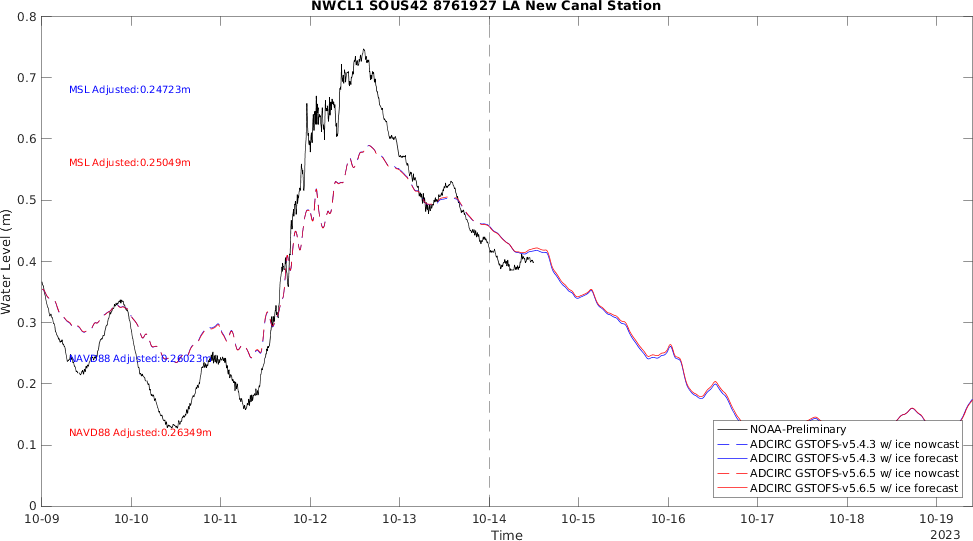 NWCL1 SOUS42 8761927 LA New Canal Station
Water Level (m)
0.8
0.7
0.6
0.5
0.4
0.3
0.2
0.1
0
MSL Adjusted:0.24723m
MSL Adjusted:0.25049m
NAVD88 Adjusted:0.26023m
NAVD88 Adjusted:0.26349m
NOAA-Preliminary
ADCIRC GSTOFS-v5.4.3 w/ ice nowcast
ADCIRC GSTOFS-v5.4.3 w/ ice forecast
ADCIRC GSTOFS-v5.6.5 w/ ice nowcast
ADCIRC GSTOFS-v5.6.5 w/ ice forecast
10-09 10-10 10-11 10-12 10-13 10-14 10-15 10-16 10-17 10-18 10-19
Time
2023